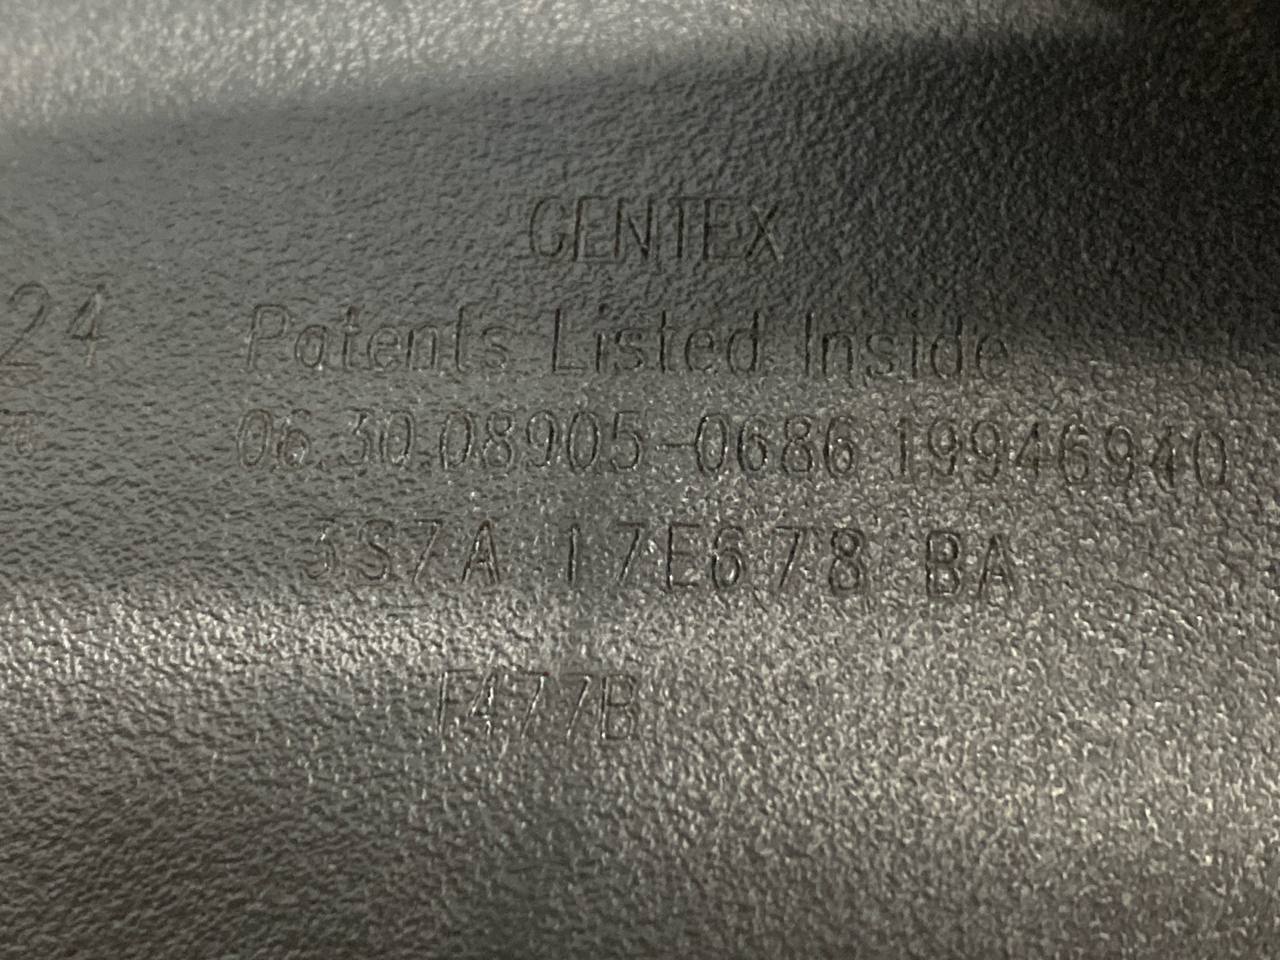 GENTEX
24 Patents Listed Inside
06.30.08905-0686 19946940
3S7A 17E678 BA
F477B